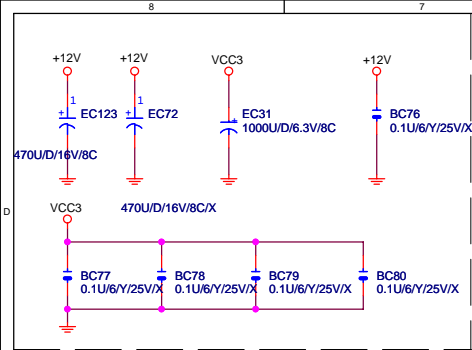 8 7
+12V +12V VCC3 +12V
1 1
+ EC123 + EC72 + EC31 BC76
1000U/D/6.3V/8C 0.1U/6/Y/25V/X
470U/D/16V/8C
D VCC3 470U/D/16V/8C/X
BC77 BC78 BC79 BC80
0.1U/6/Y/25V/X 0.1U/6/Y/25V/X 0.1U/6/Y/25V/X 0.1U/6/Y/25V/X